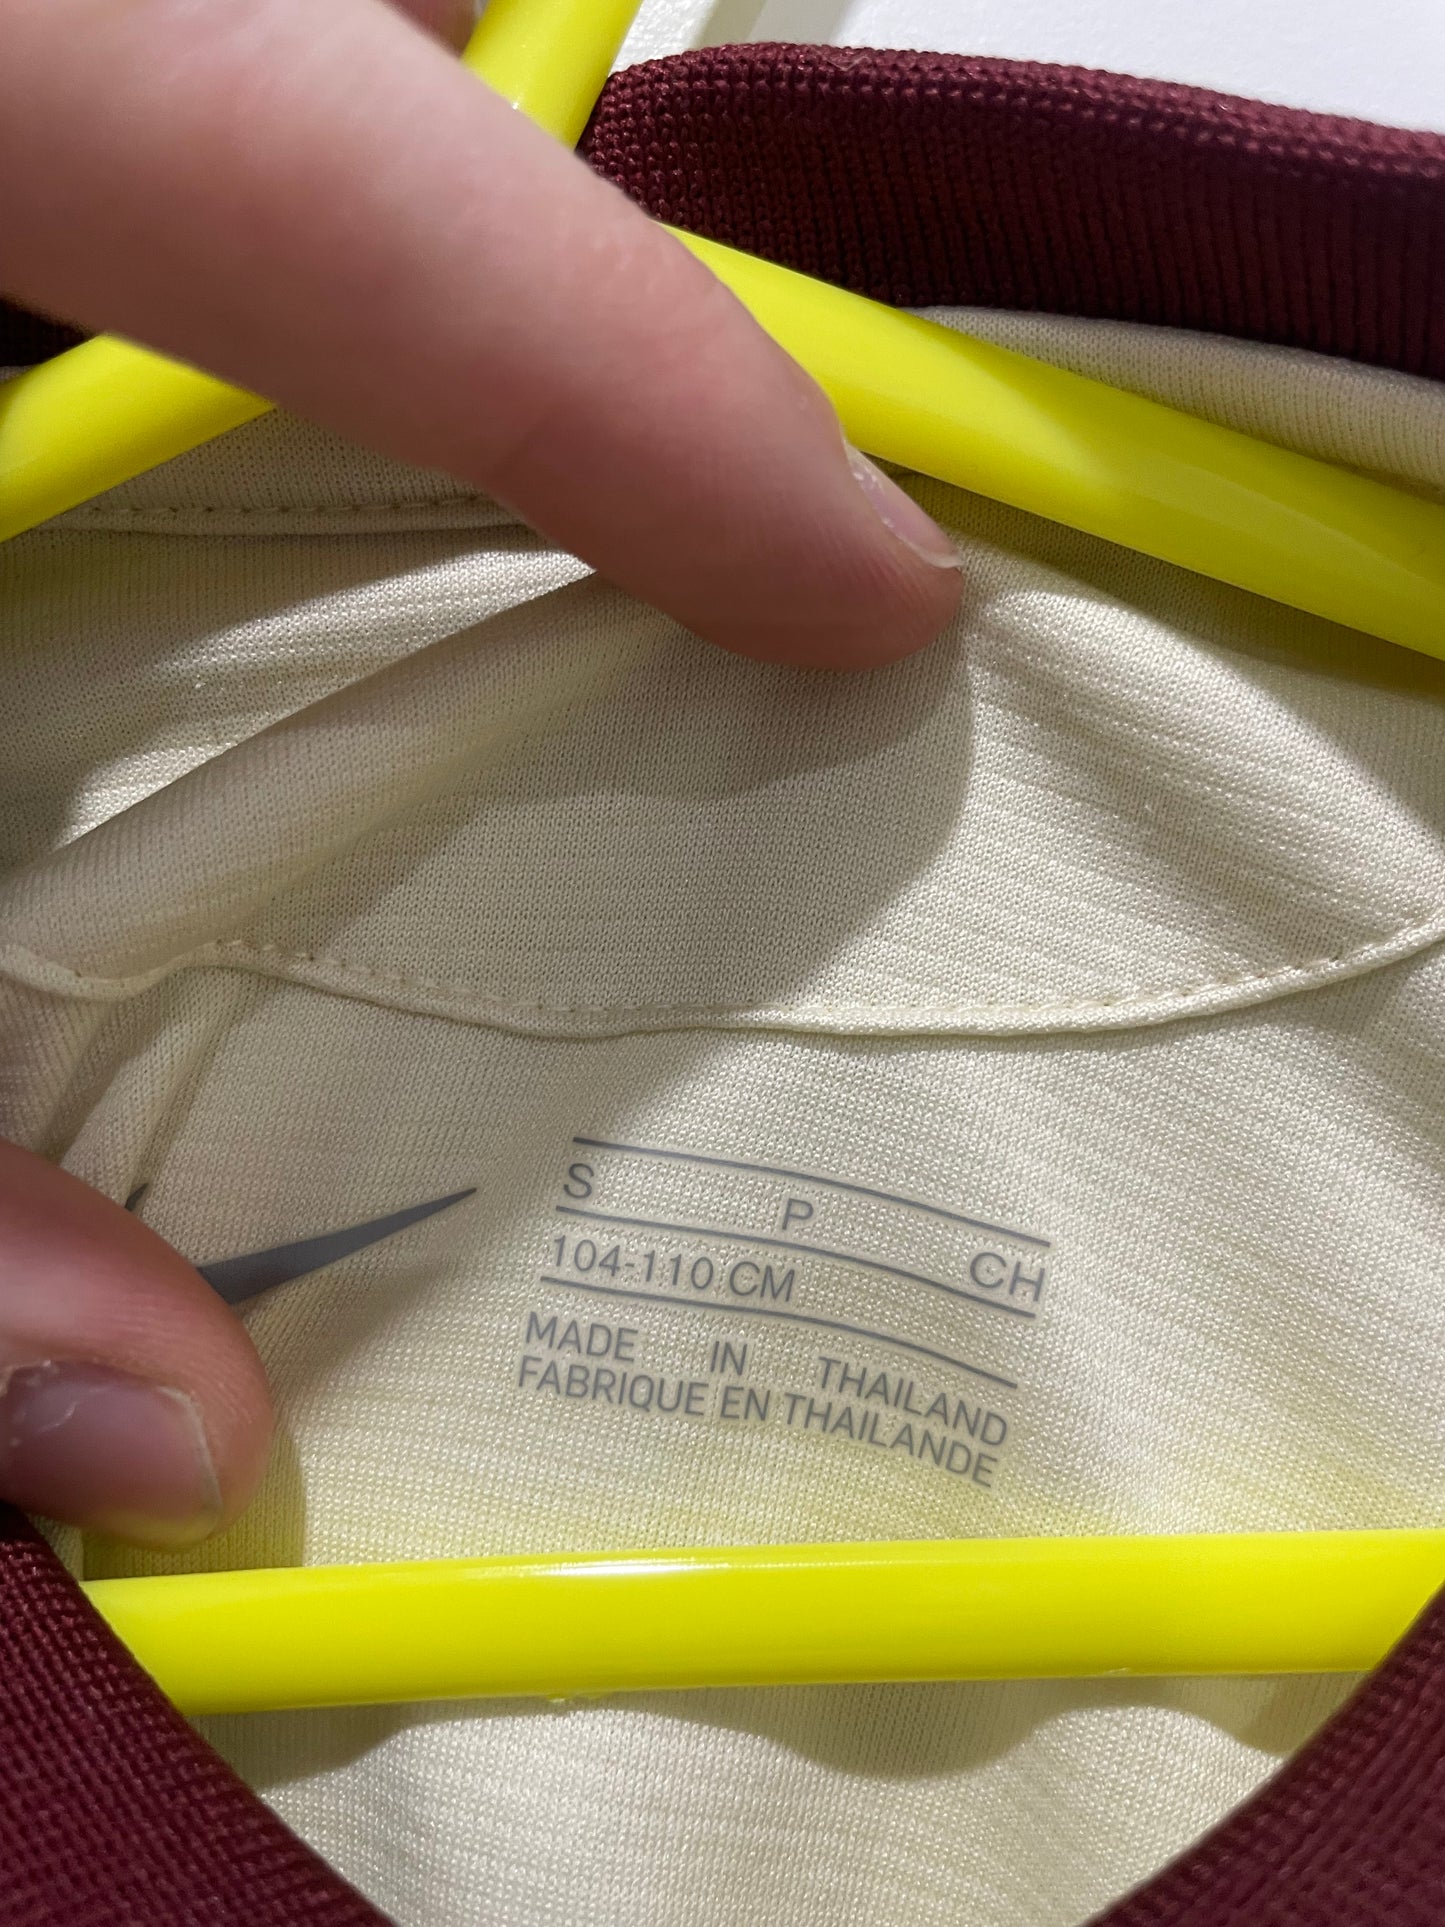 S P CH
104-110 CM
MADE IN THAILAND
FABRIQUE EN THAILANDE